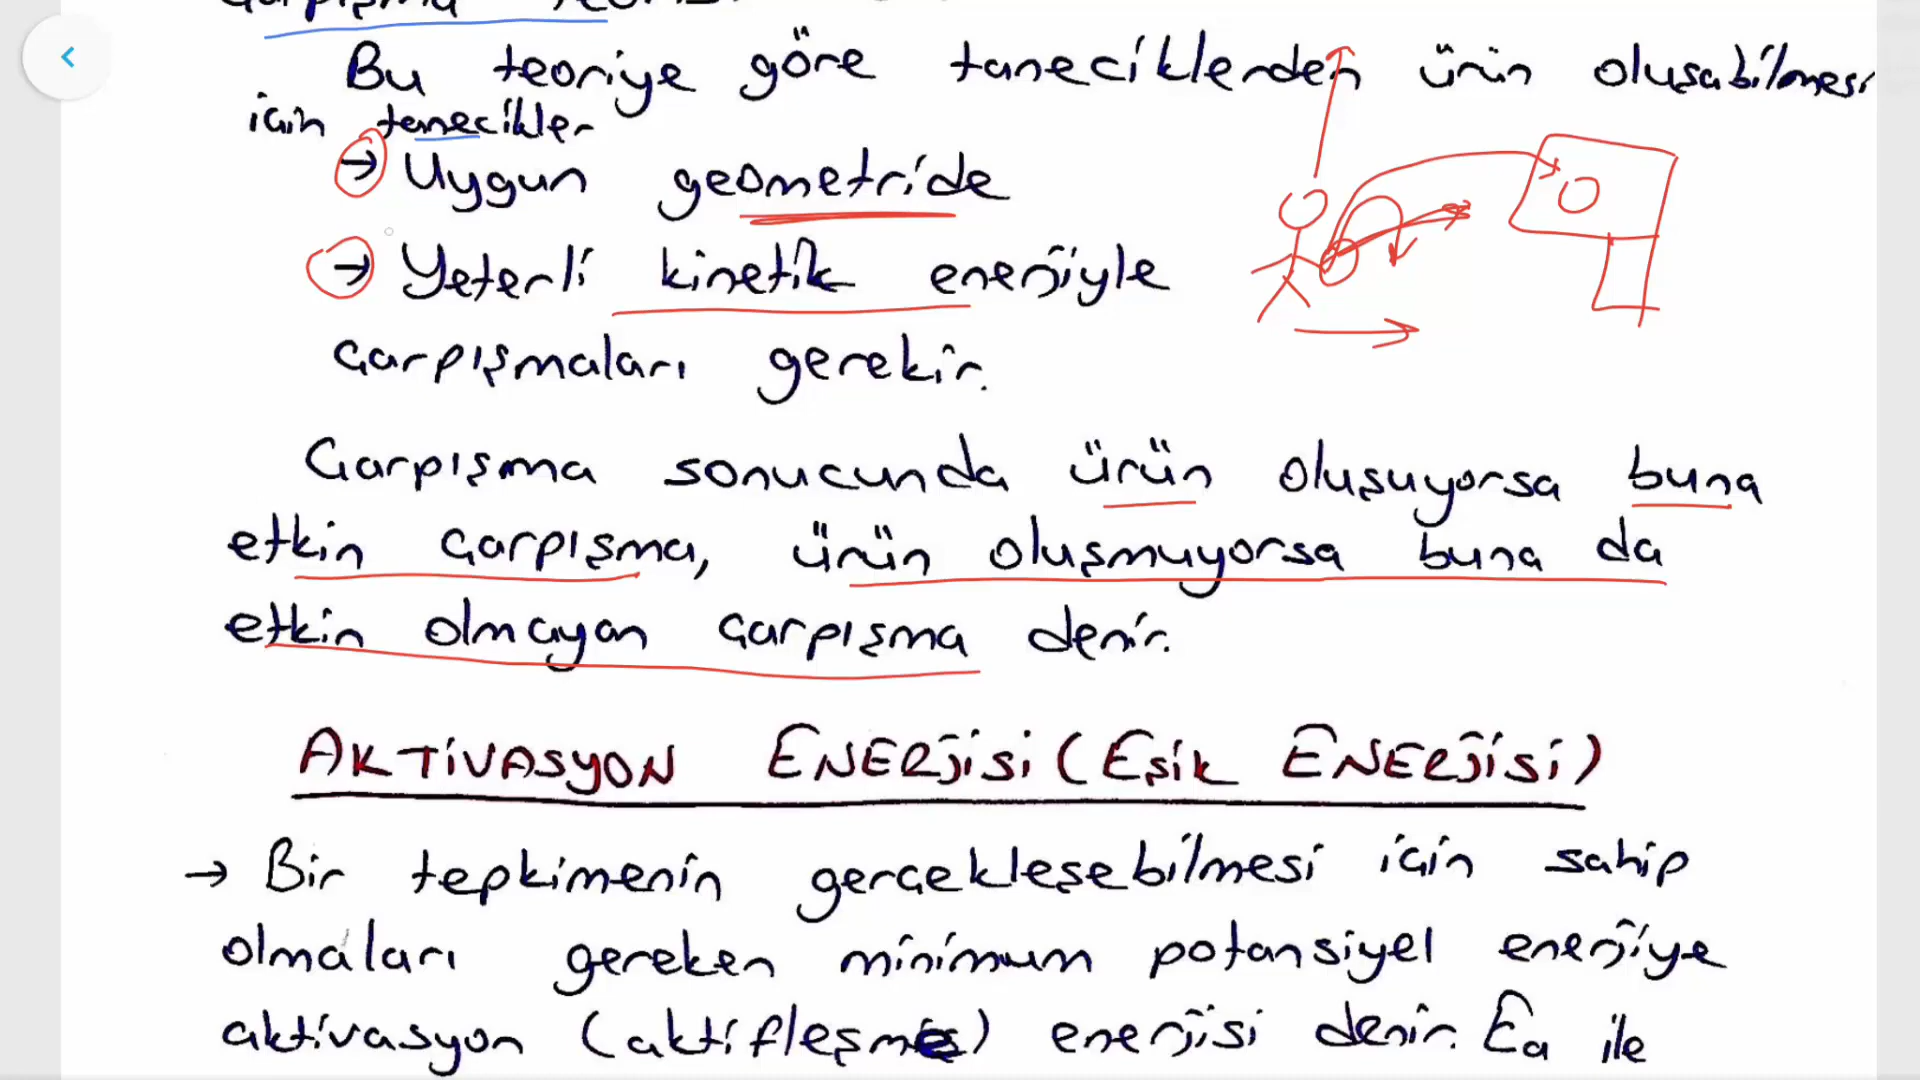 Çarpışma
Bu teoriye göre taneciklerden ürün oluşabilmesi
için tanecikler
→ Uygun geometride
→ Yeterli kinetik enerjiyle
çarpışmaları gerekir.
Çarpışma sonucunda ürün oluşuyorsa buna
etkin çarpışma, ürün oluşmuyorsa buna da
etkin olmayan çarpışma denir.
AKTİVASYON ENERJİSİ (EŞİK ENERJİSİ)
→ Bir tepkimenin gerçekleşebilmesi için sahip
olmaları gereken minimum potansiyel enerjiye
aktivasyon (aktifleşme) enerjisi denir. Ea ile